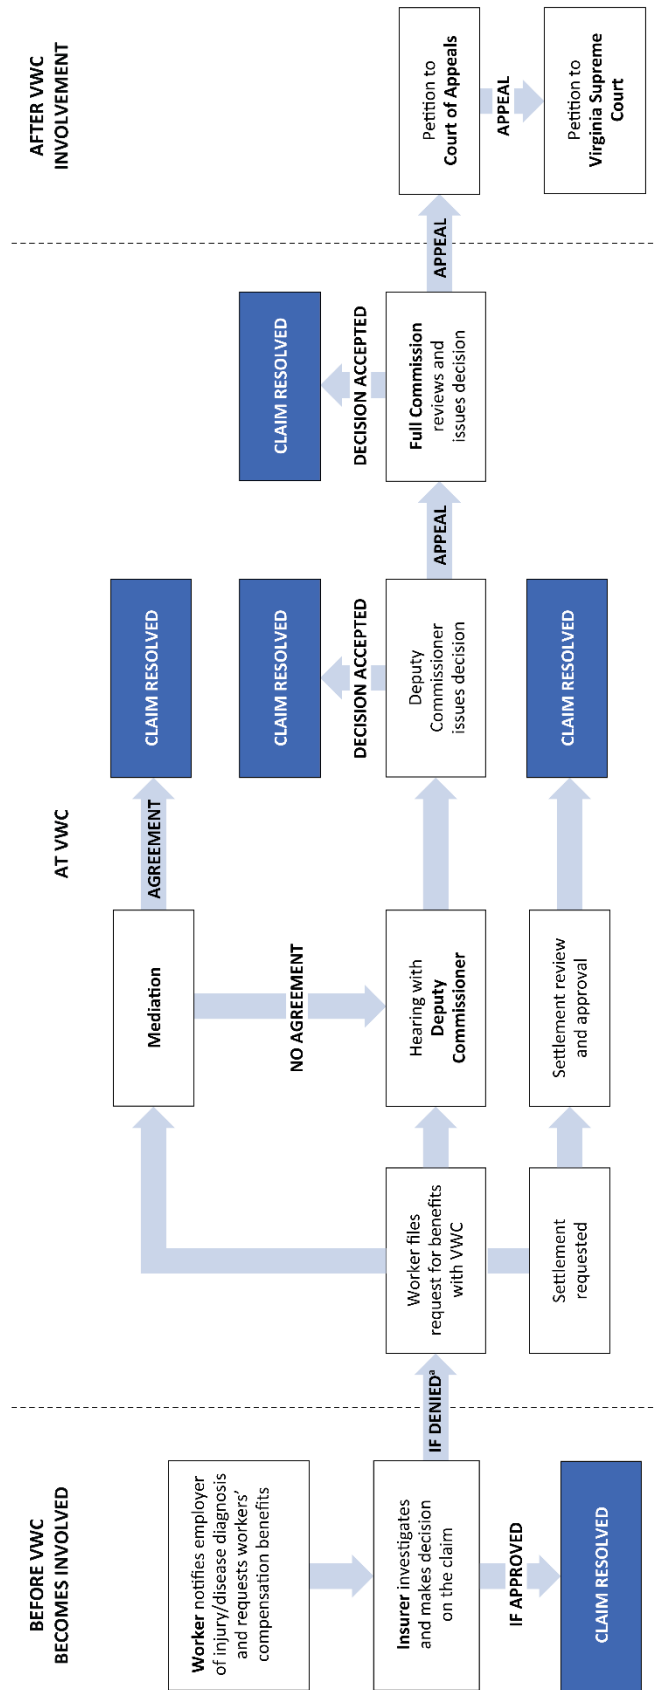 BEFORE VWC
BECOMES INVOLVED
Worker notifies employer
of injury/disease diagnosis
and requests workers'
compensation benefits
Insurer investigates
and makes decision
on the claim
IF APPROVED
CLAIM RESOLVED
IF DENIEDᵃ
AT VWC
Worker files
request for benefits
with VWC
Settlement
requested
Mediation
NO AGREEMENT
Hearing with
Deputy
Commissioner
Settlement review
and approval
AGREEMENT
CLAIM RESOLVED
CLAIM RESOLVED
DECISION ACCEPTED
Deputy
Commissioner
issues decision
CLAIM RESOLVED
APPEAL
CLAIM RESOLVED
DECISION ACCEPTED
Full Commission
reviews and
issues decision
APPEAL
AFTER VWC
INVOLVEMENT
Petition to
Court of Appeals
APPEAL
Petition to
Virginia Supreme
Court